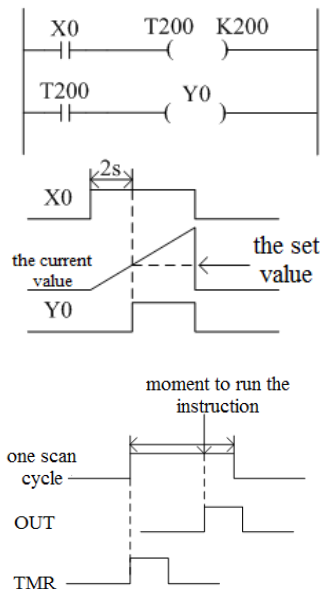 X0 T200 K200
T200 Y0
2s
X0
the current
value
the set
value
Y0
moment to run the
instruction
one scan
cycle
OUT
TMR